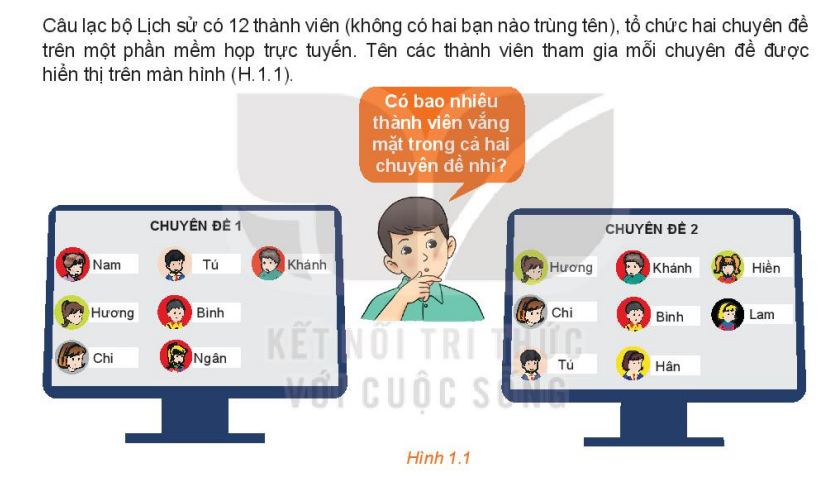 Câu lạc bộ Lịch sử có 12 thành viên (không có hai bạn nào trùng tên), tổ chức hai chuyên đề
trên một phần mềm họp trực tuyến. Tên các thành viên tham gia mỗi chuyên đề được
hiển thị trên màn hình (H.1.1).
Có bao nhiêu
thành viên vắng
mặt trong cả hai
chuyên đề nhỉ?
CHUYÊN ĐỀ 1
Nam
Tú
Khánh
Hương
Bình
Chi
Ngân
CHUYÊN ĐỀ 2
Hương
Khánh
Hiền
Chi
Bình
Lam
Tú
Hân
KẾT NỐI TRI THỨC
VỚI CUỘC SỐNG
Hình 1.1